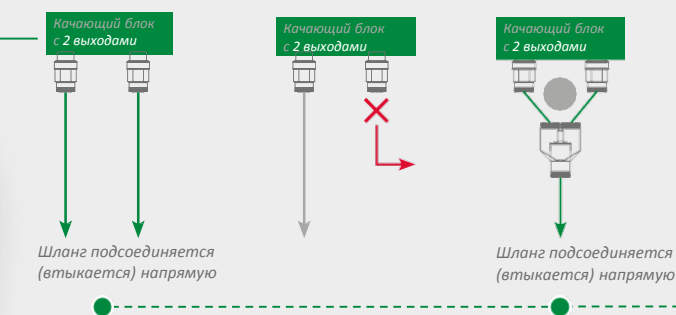 Качающий блок
с 2 выходами
Качающий блок
с 2 выходами
Качающий блок
с 2 выходами
Шланг подсоединяется
(втыкается) напрямую
Шланг подсоединяется
(втыкается) напрямую